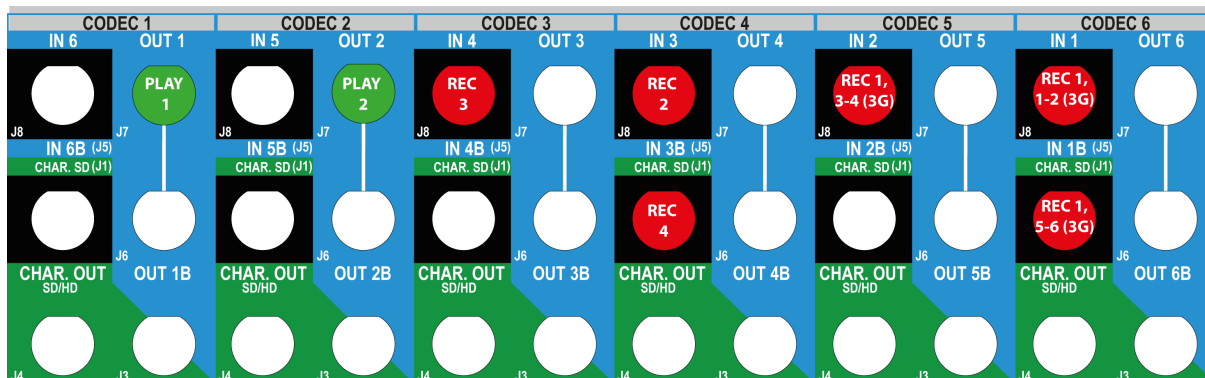 CODEC 1 CODEC 2 CODEC 3 CODEC 4 CODEC 5 CODEC 6
IN 6 OUT 1 IN 5 OUT 2 IN 4 OUT 3 IN 3 OUT 4 IN 2 OUT 5 IN 1 OUT 6
PLAY
1
PLAY
2
REC
3
REC
2
REC 1,
3-4 (3G)
REC 1,
1-2 (3G)
J8 J7 J8 J7 J8 J7 J8 J7 J8 J7 J8 J7
IN 6B (J5) IN 5B (J5) IN 4B (J5) IN 3B (J5) IN 2B (J5) IN 1B (J5)
CHAR. SD (J1) CHAR. SD (J1) CHAR. SD (J1) CHAR. SD (J1) CHAR. SD (J1) CHAR. SD (J1)
REC
4
REC 1,
5-6 (3G)
J6 J6 J6 J6 J6 J6
CHAR. OUT OUT 1B CHAR. OUT OUT 2B CHAR. OUT OUT 3B CHAR. OUT OUT 4B CHAR. OUT OUT 5B CHAR. OUT OUT 6B
SD/HD SD/HD SD/HD SD/HD SD/HD SD/HD
J4 J3 J4 J3 J4 J3 J4 J3 J4 J3 J4 J3